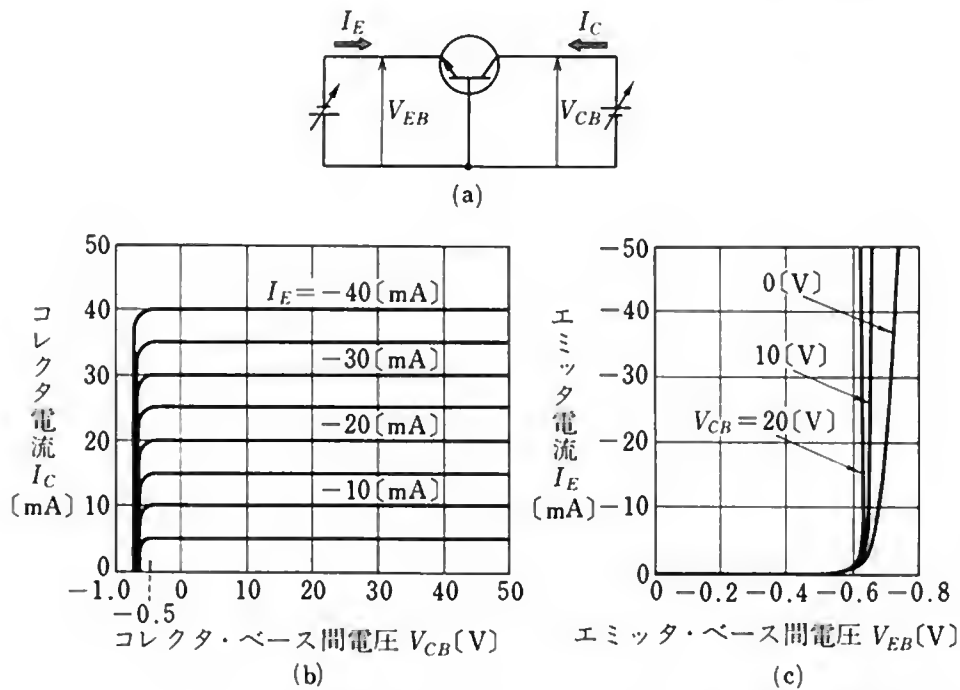 I_E
I_C
V_EB
V_CB
(a)
コレクタ電流 I_C 〔mA〕
50
40
30
20
10
0
I_E＝−40〔mA〕
−30〔mA〕
−20〔mA〕
−10〔mA〕
−1.0 0 10 20 30 40 50
−0.5
コレクタ・ベース間電圧 V_CB〔V〕
(b)
エミッタ電流 I_E 〔mA〕
−50
−40
−30
−20
−10
0
0〔V〕
10〔V〕
V_CB＝20〔V〕
0 −0.2 −0.4 −0.6 −0.8
エミッタ・ベース間電圧 V_EB〔V〕
(c)